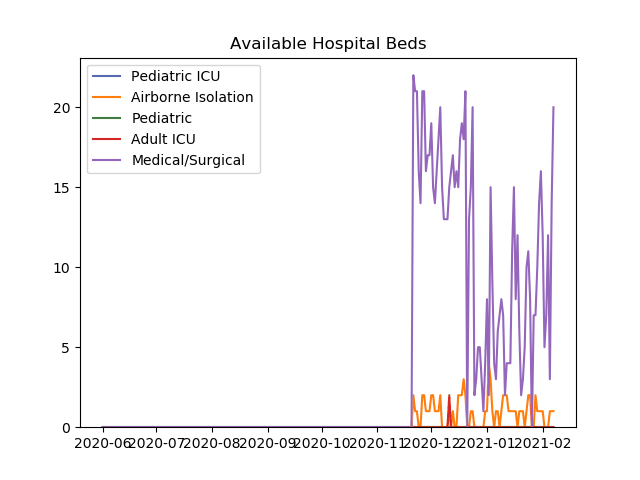 Available Hospital Beds
Pediatric ICU
Airborne Isolation
Pediatric
Adult ICU
Medical/Surgical
20
15
10
5
0
2020-06 2020-07 2020-08 2020-09 2020-10 2020-11 2020-12 2021-01 2021-02